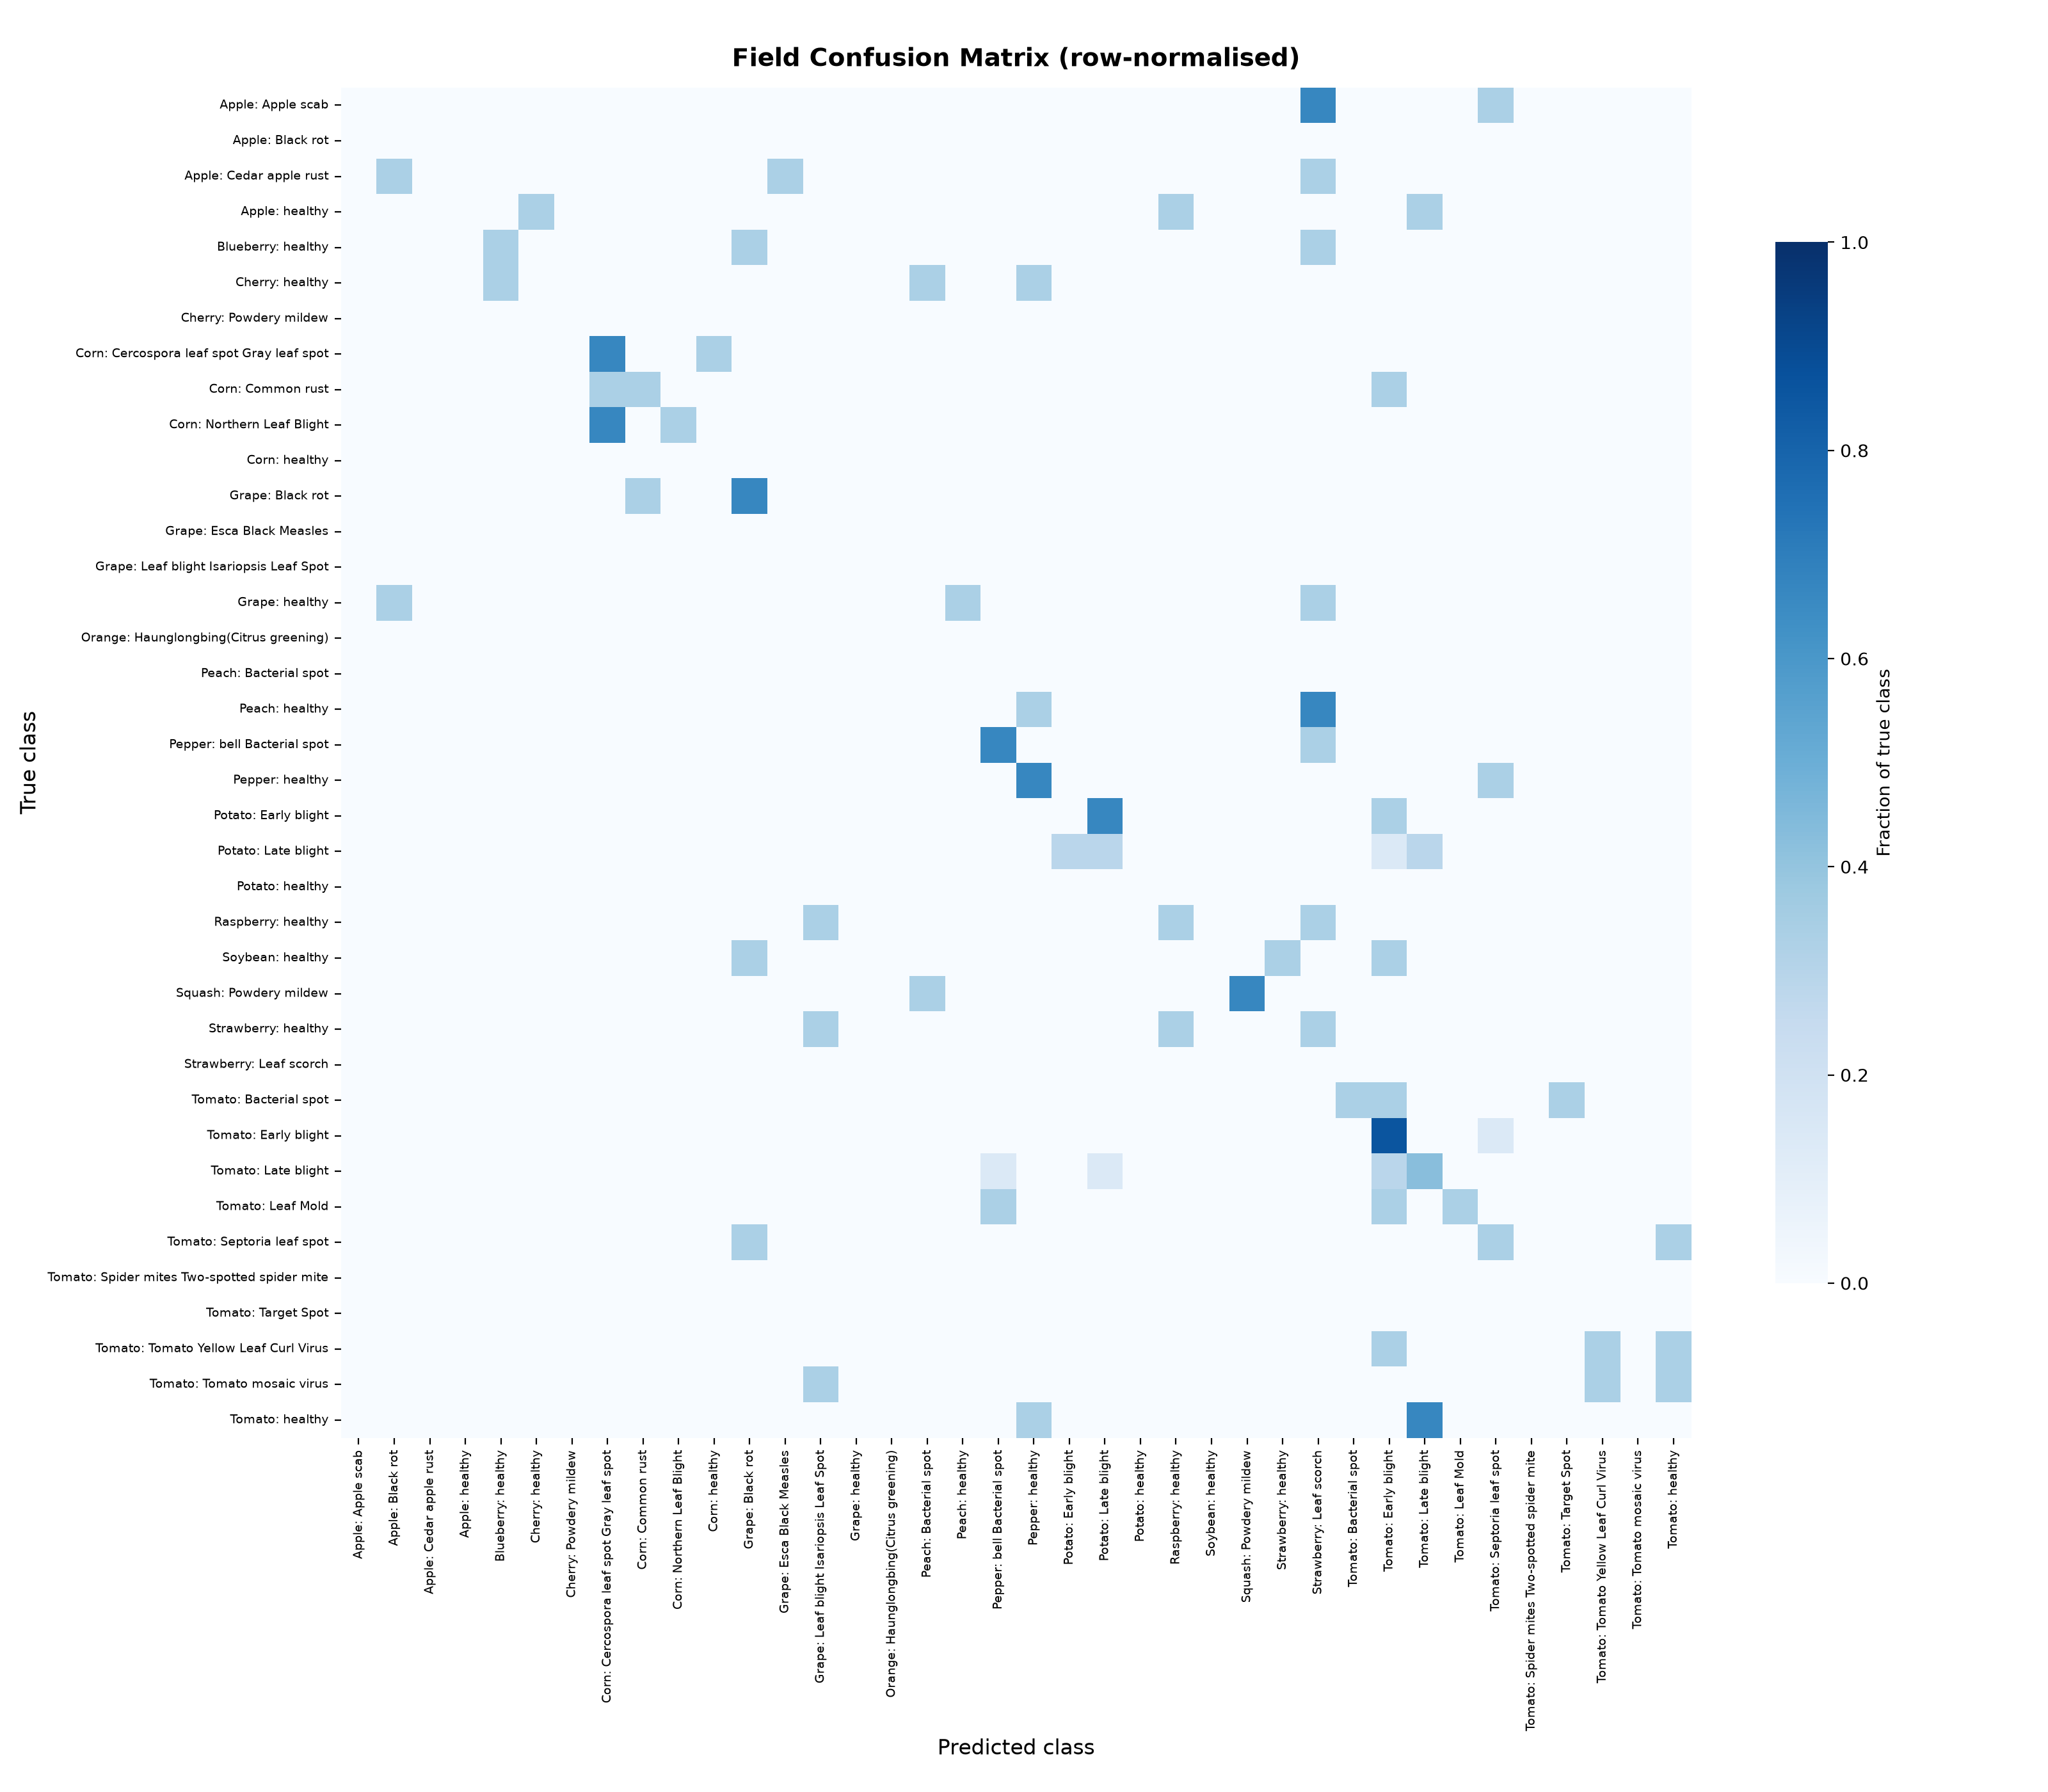 Field Confusion Matrix (row-normalised)
True class
Apple: Apple scab
Apple: Black rot
Apple: Cedar apple rust
Apple: healthy
Blueberry: healthy
Cherry: healthy
Cherry: Powdery mildew
Corn: Cercospora leaf spot Gray leaf spot
Corn: Common rust
Corn: Northern Leaf Blight
Corn: healthy
Grape: Black rot
Grape: Esca Black Measles
Grape: Leaf blight Isariopsis Leaf Spot
Grape: healthy
Orange: Haunglongbing(Citrus greening)
Peach: Bacterial spot
Peach: healthy
Pepper: bell Bacterial spot
Pepper: healthy
Potato: Early blight
Potato: Late blight
Potato: healthy
Raspberry: healthy
Soybean: healthy
Squash: Powdery mildew
Strawberry: healthy
Strawberry: Leaf scorch
Tomato: Bacterial spot
Tomato: Early blight
Tomato: Late blight
Tomato: Leaf Mold
Tomato: Septoria leaf spot
Tomato: Spider mites Two-spotted spider mite
Tomato: Target Spot
Tomato: Tomato Yellow Leaf Curl Virus
Tomato: Tomato mosaic virus
Tomato: healthy
Apple: Apple scab
Apple: Black rot
Apple: Cedar apple rust
Apple: healthy
Blueberry: healthy
Cherry: healthy
Cherry: Powdery mildew
Corn: Cercospora leaf spot Gray leaf spot
Corn: Common rust
Corn: Northern Leaf Blight
Corn: healthy
Grape: Black rot
Grape: Esca Black Measles
Grape: Leaf blight Isariopsis Leaf Spot
Grape: healthy
Orange: Haunglongbing(Citrus greening)
Peach: Bacterial spot
Peach: healthy
Pepper: bell Bacterial spot
Pepper: healthy
Potato: Early blight
Potato: Late blight
Potato: healthy
Raspberry: healthy
Soybean: healthy
Squash: Powdery mildew
Strawberry: healthy
Strawberry: Leaf scorch
Tomato: Bacterial spot
Tomato: Early blight
Tomato: Late blight
Tomato: Leaf Mold
Tomato: Septoria leaf spot
Tomato: Spider mites Two-spotted spider mite
Tomato: Target Spot
Tomato: Tomato Yellow Leaf Curl Virus
Tomato: Tomato mosaic virus
Tomato: healthy
Predicted class
1.0
0.8
0.6
0.4
0.2
0.0
Fraction of true class